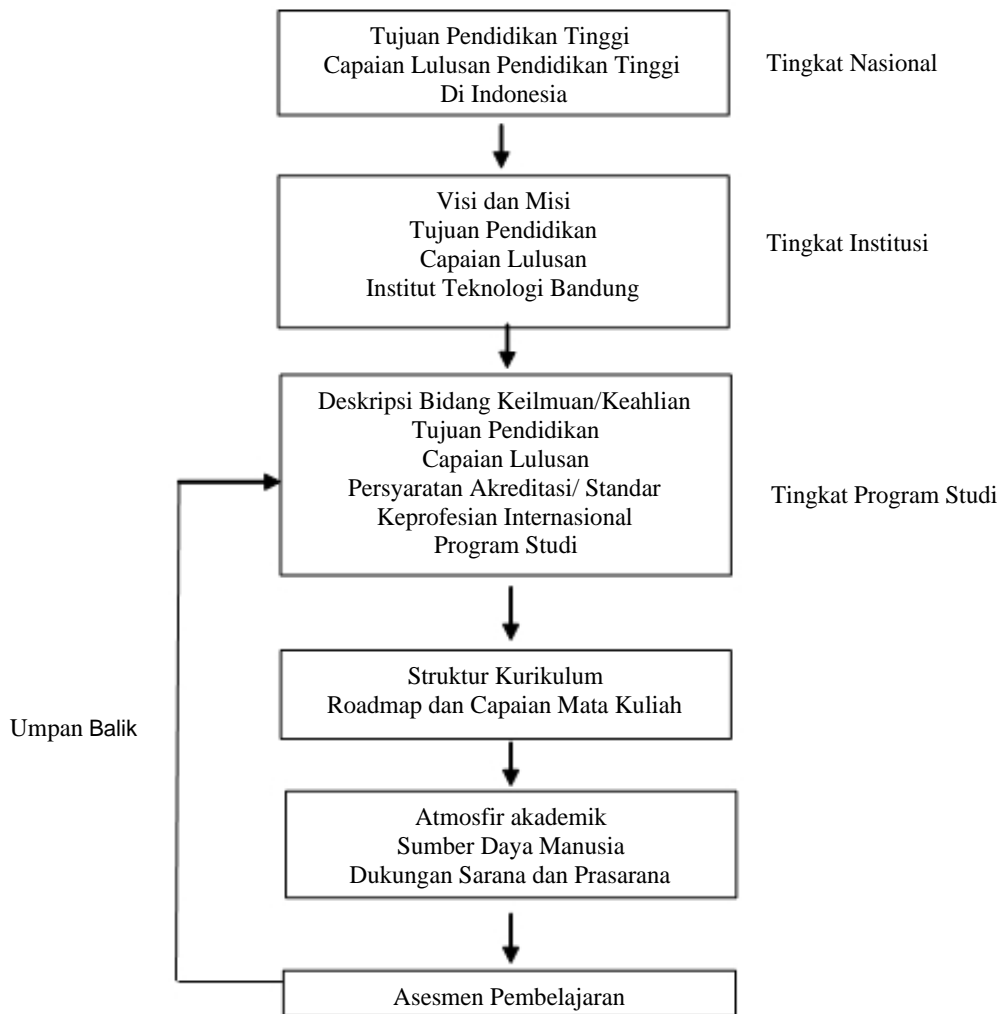 Tujuan Pendidikan Tinggi
Capaian Lulusan Pendidikan Tinggi
Di Indonesia
Tingkat Nasional
Visi dan Misi
Tujuan Pendidikan
Capaian Lulusan
Institut Teknologi Bandung
Tingkat Institusi
Deskripsi Bidang Keilmuan/Keahlian
Tujuan Pendidikan
Capaian Lulusan
Persyaratan Akreditasi/ Standar
Keprofesian Internasional
Program Studi
Tingkat Program Studi
Struktur Kurikulum
Roadmap dan Capaian Mata Kuliah
Umpan Balik
Atmosfir akademik
Sumber Daya Manusia
Dukungan Sarana dan Prasarana
Asesmen Pembelajaran